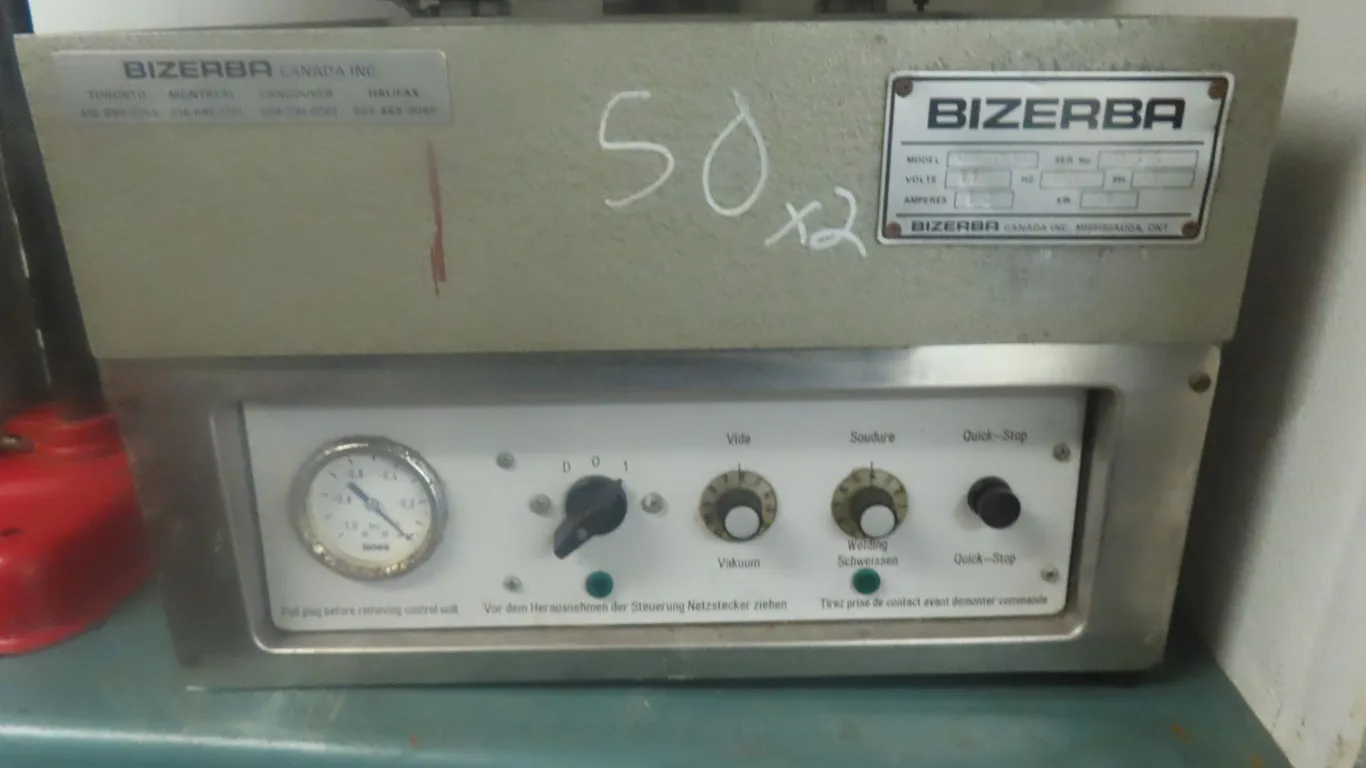 BIZERBA CANADA INC.
TORONTO MONTREAL VANCOUVER HALIFAX
50 x2
BIZERBA
MODEL SER. No
VOLTS HZ PH
AMPERES KW
BIZERBA CANADA INC. MISSISSAUGA, ONT.
Vide Soudure Quick-Stop
0 1
Vakuum Welding Schweissen Quick-Stop
Pull plug before removing control unit
Vor dem Herausnehmen der Steuerung Netzstecker ziehen
Tirez prise de contact avant demonter commande